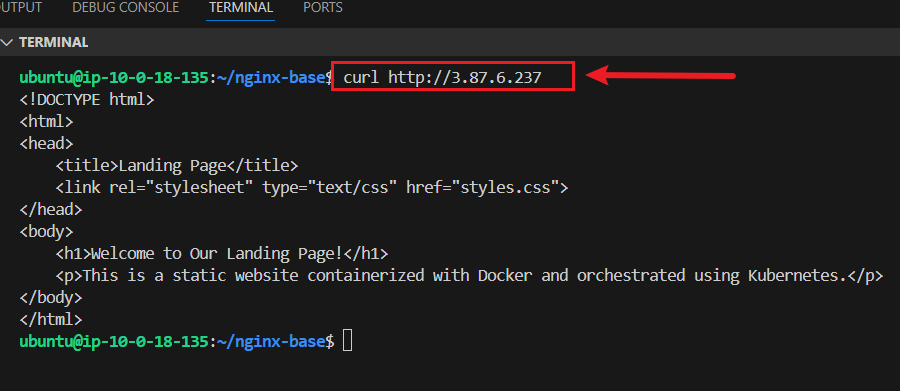 OUTPUT DEBUG CONSOLE TERMINAL PORTS
TERMINAL
ubuntu@ip-10-0-18-135:~/nginx-base$ curl http://3.87.6.237
<!DOCTYPE html>
<html>
<head>
    <title>Landing Page</title>
    <link rel="stylesheet" type="text/css" href="styles.css">
</head>
<body>
    <h1>Welcome to Our Landing Page!</h1>
    <p>This is a static website containerized with Docker and orchestrated using Kubernetes.</p>
</body>
</html>
ubuntu@ip-10-0-18-135:~/nginx-base$